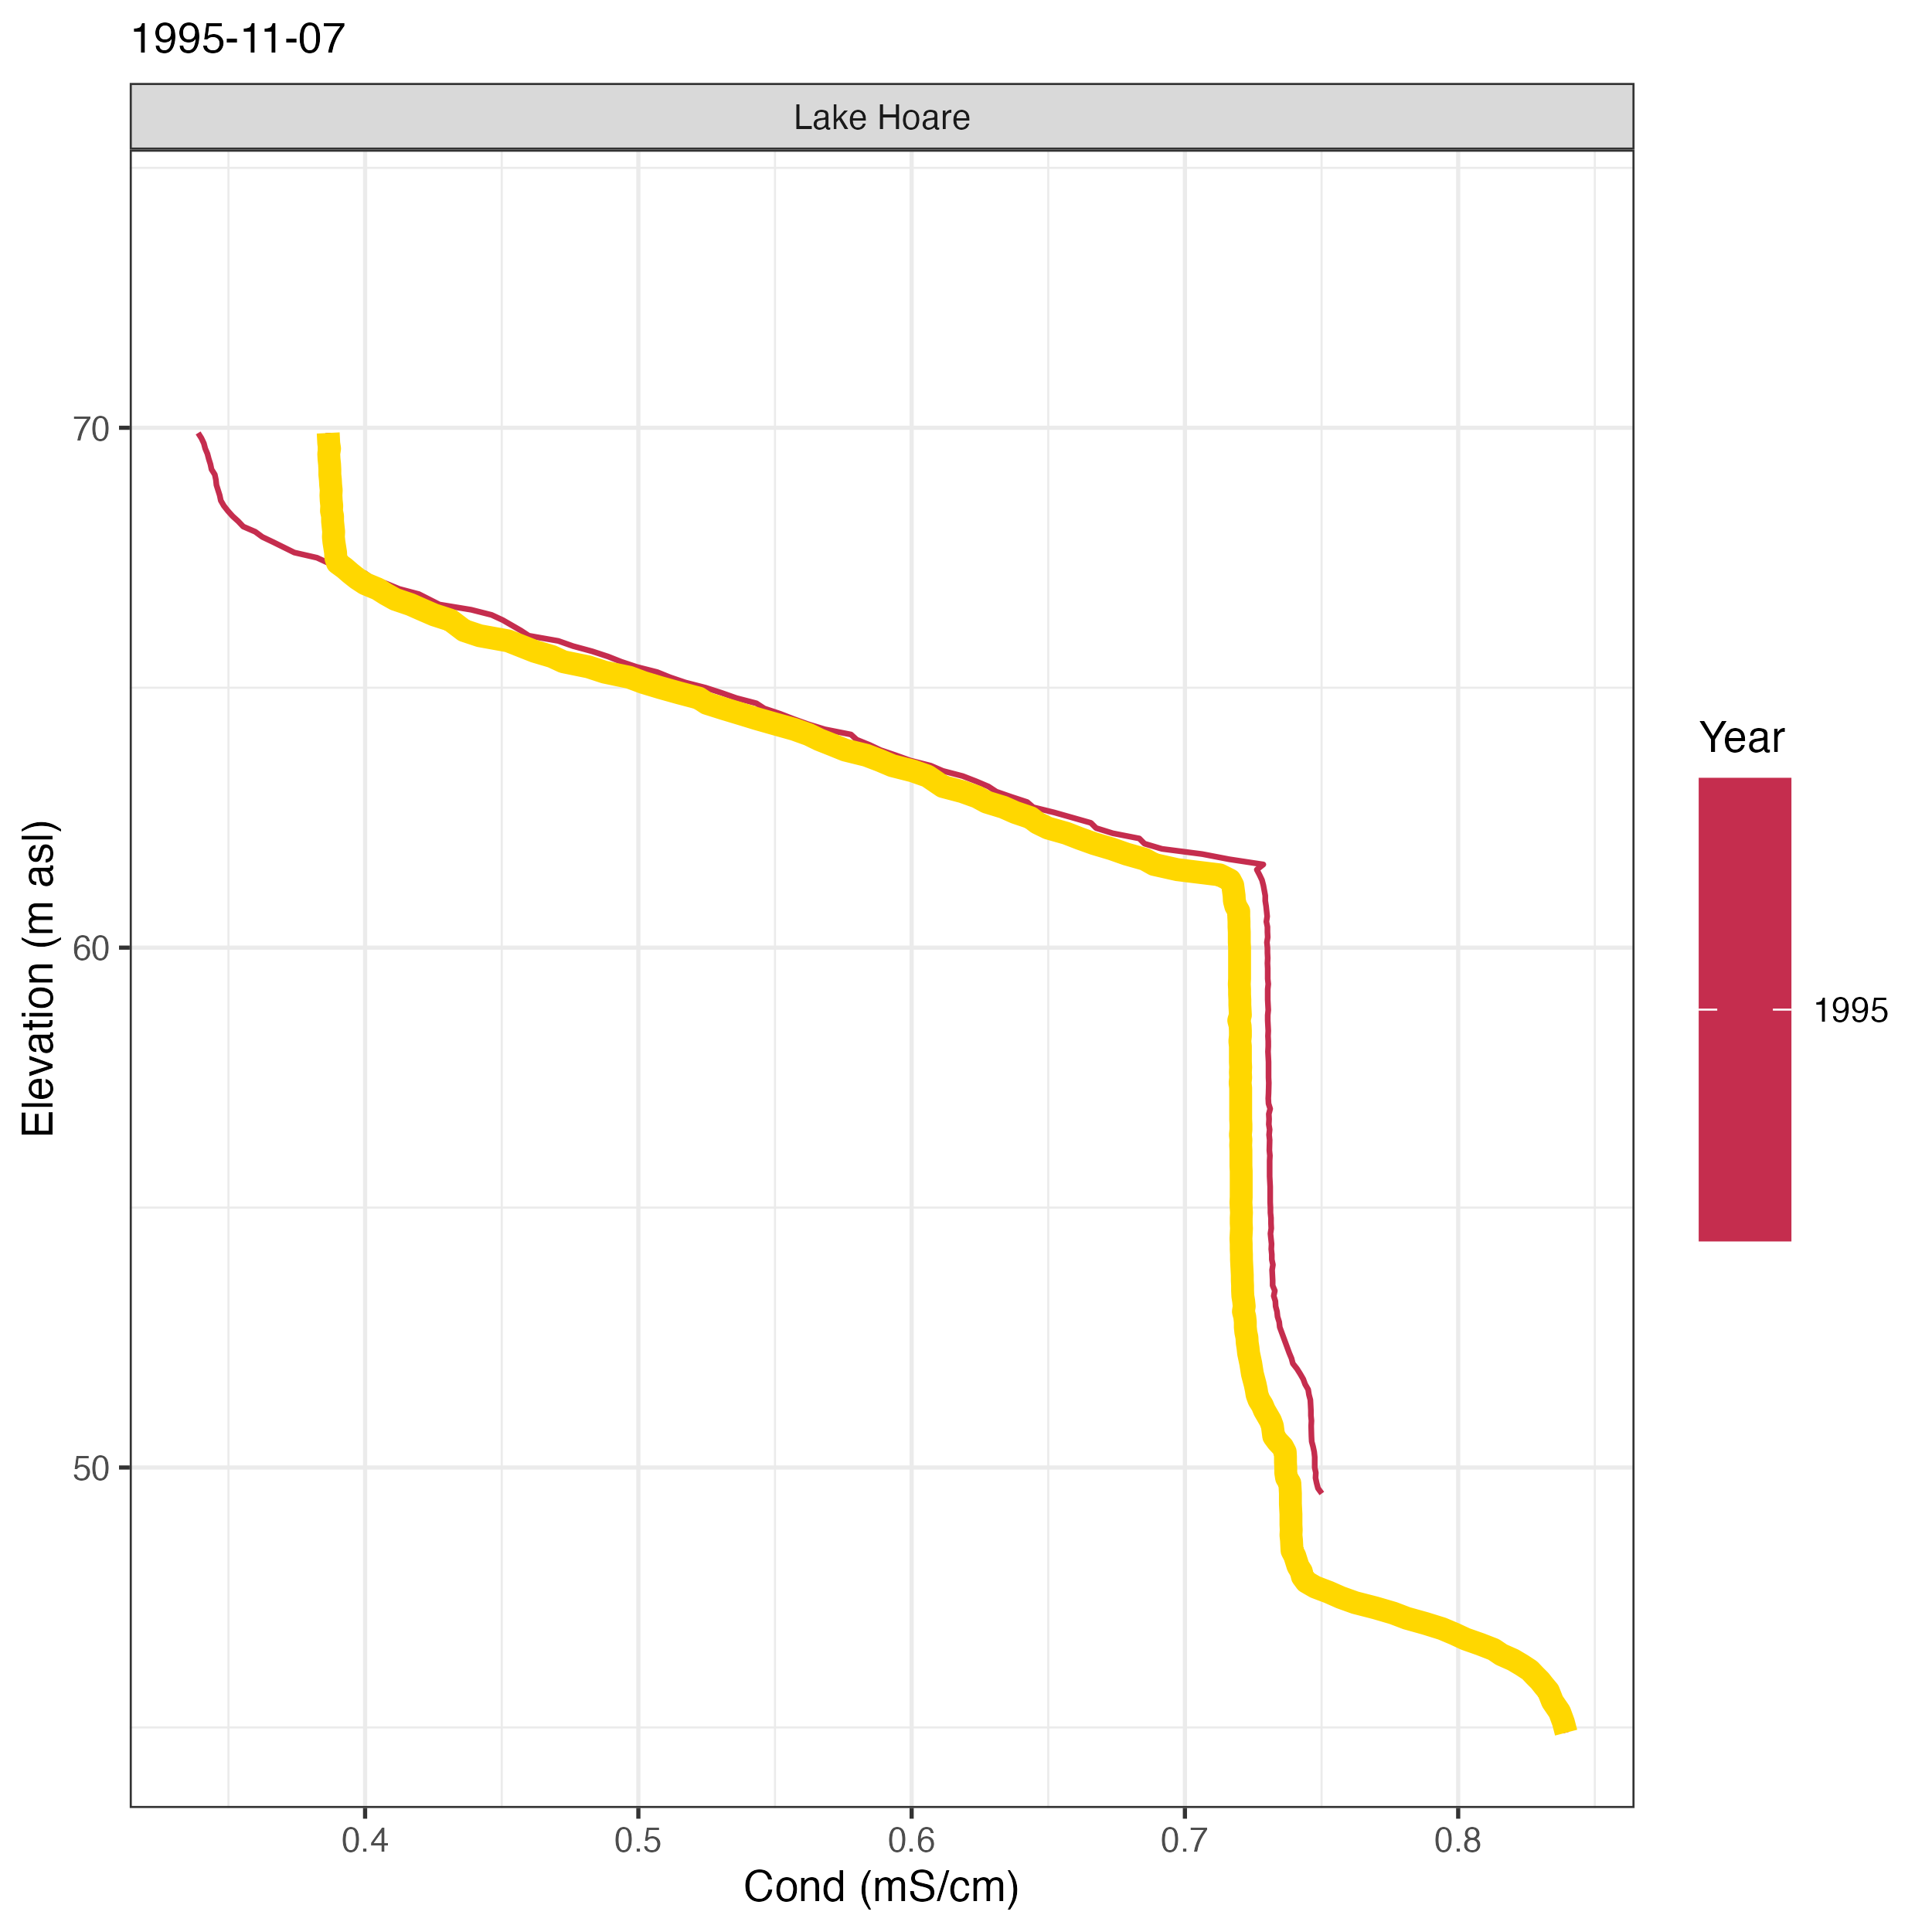 1995-11-07
Lake Hoare
70
60
50
Elevation (m asl)
0.4
0.5
0.6
0.7
0.8
Cond (mS/cm)
Year
1995